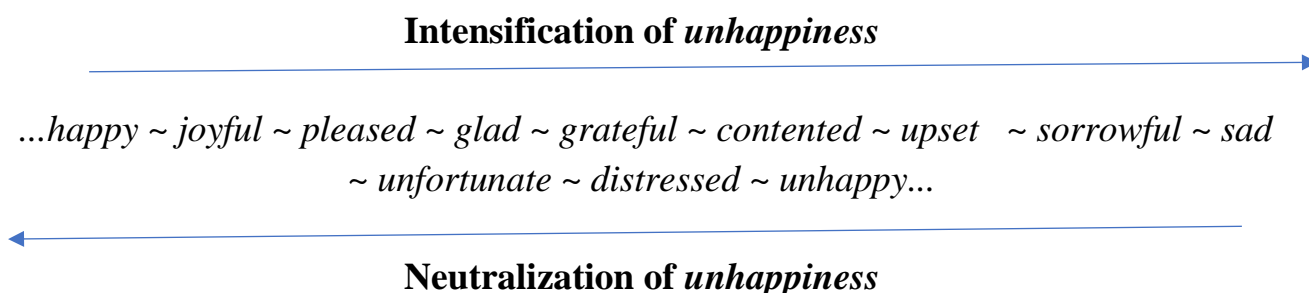 Intensification of unhappiness
...happy ~ joyful ~ pleased ~ glad ~ grateful ~ contented ~ upset ~ sorrowful ~ sad
~ unfortunate ~ distressed ~ unhappy...
Neutralization of unhappiness